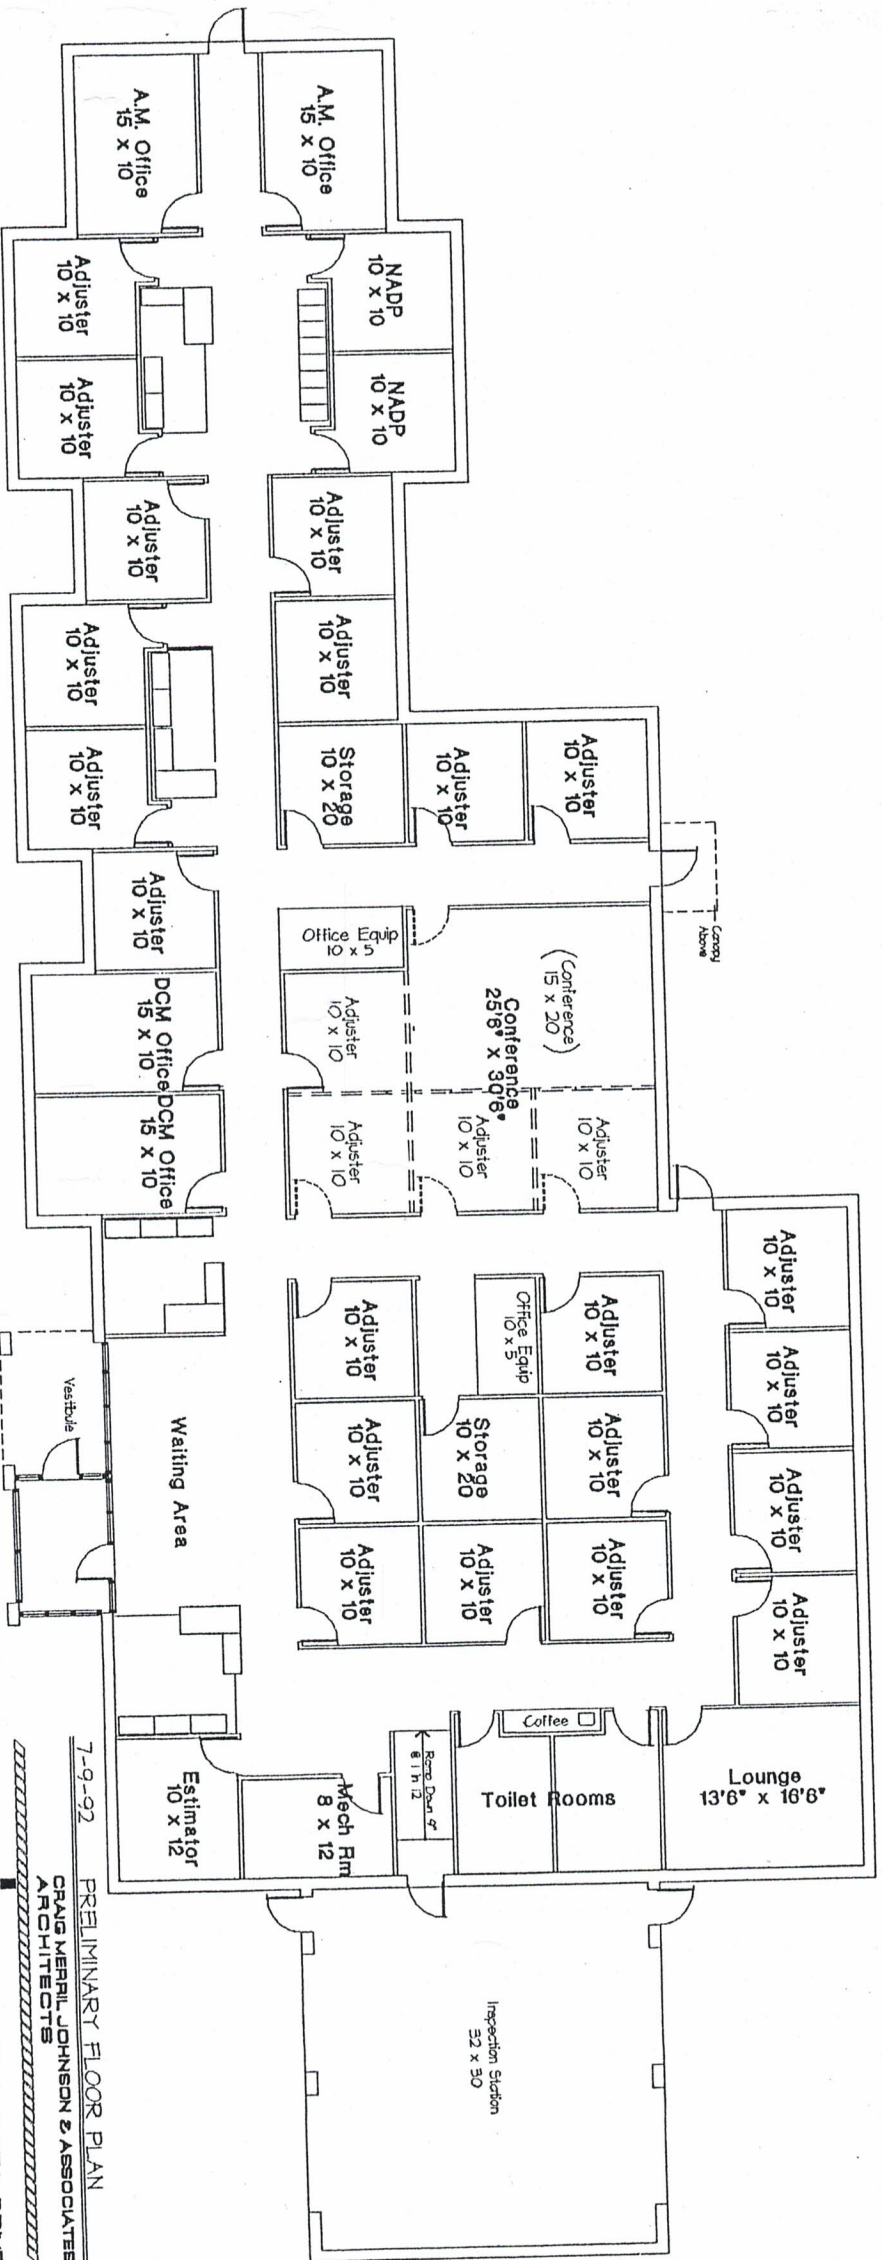 A.M. Office
15 x 10
A.M. Office
15 x 10
Adjuster
10 x 10
NADP
10 x 10
Adjuster
10 x 10
NADP
10 x 10
Adjuster
10 x 10
Adjuster
10 x 10
Adjuster
10 x 10
Adjuster
10 x 10
Adjuster
10 x 10
Storage
10 x 20
Adjuster
10 x 10
Adjuster
10 x 10
Canopy
Above
Adjuster
10 x 10
Office Equip
10 x 5
(Conference)
15 x 20
Conference
25'6" x 30'6"
DCM Office
15 x 10
Adjuster
10 x 10
DCM Office
15 x 10
Adjuster
10 x 10
Adjuster
10 x 10
Adjuster
10 x 10
Adjuster
10 x 10
Adjuster
10 x 10
Office Equip
10 x 5
Adjuster
10 x 10
Adjuster
10 x 10
Vestibule
Waiting Area
Adjuster
10 x 10
Storage
10 x 20
Adjuster
10 x 10
Adjuster
10 x 10
Adjuster
10 x 10
Adjuster
10 x 10
Adjuster
10 x 10
Adjuster
10 x 10
Coffee
Estimator
10 x 12
Mech Rm
8 x 12
Ramp Down 9"
@ 1 in 12
Toilet Rooms
Lounge
13'6" x 16'6"
Inspection Station
32 x 30
7-9-92 PRELIMINARY FLOOR PLAN
CRAIG MERRIL JOHNSON & ASSOCIATES
ARCHITECTS